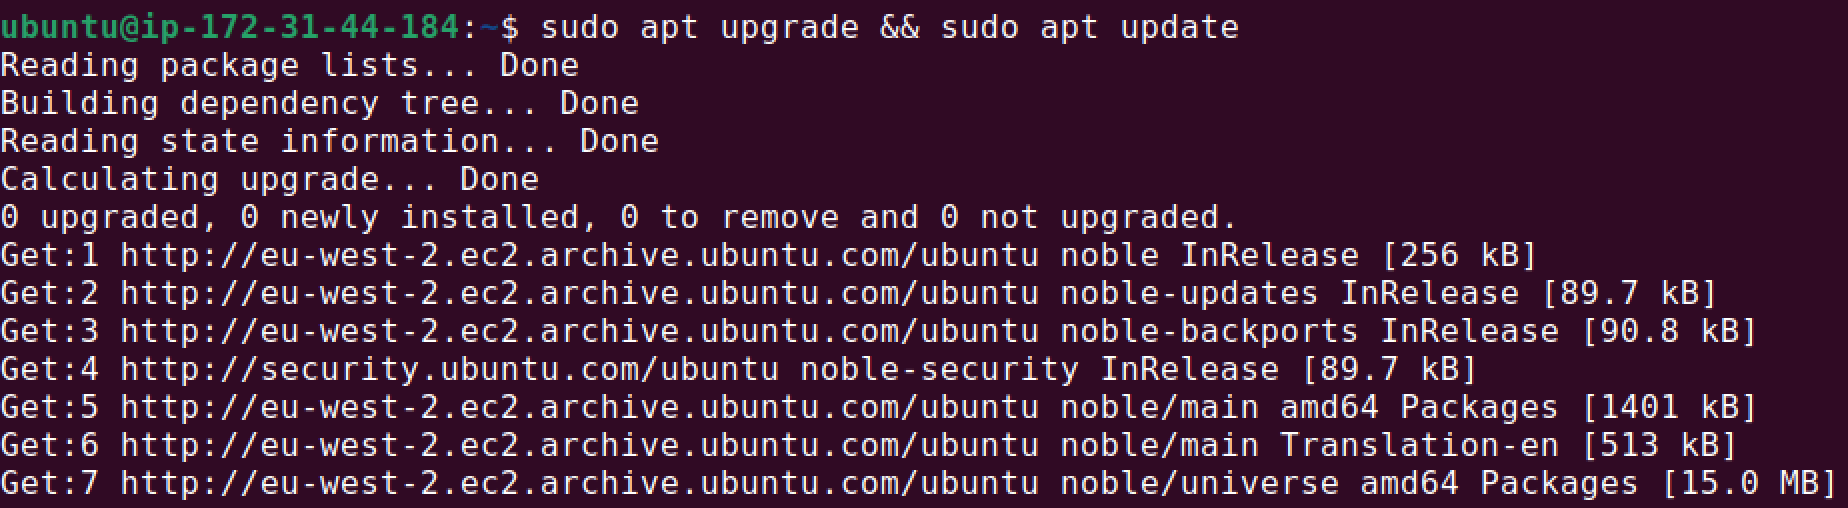 ubuntu@ip-172-31-44-184:~$ sudo apt upgrade && sudo apt update
Reading package lists... Done
Building dependency tree... Done
Reading state information... Done
Calculating upgrade... Done
0 upgraded, 0 newly installed, 0 to remove and 0 not upgraded.
Get:1 http://eu-west-2.ec2.archive.ubuntu.com/ubuntu noble InRelease [256 kB]
Get:2 http://eu-west-2.ec2.archive.ubuntu.com/ubuntu noble-updates InRelease [89.7 kB]
Get:3 http://eu-west-2.ec2.archive.ubuntu.com/ubuntu noble-backports InRelease [90.8 kB]
Get:4 http://security.ubuntu.com/ubuntu noble-security InRelease [89.7 kB]
Get:5 http://eu-west-2.ec2.archive.ubuntu.com/ubuntu noble/main amd64 Packages [1401 kB]
Get:6 http://eu-west-2.ec2.archive.ubuntu.com/ubuntu noble/main Translation-en [513 kB]
Get:7 http://eu-west-2.ec2.archive.ubuntu.com/ubuntu noble/universe amd64 Packages [15.0 MB]